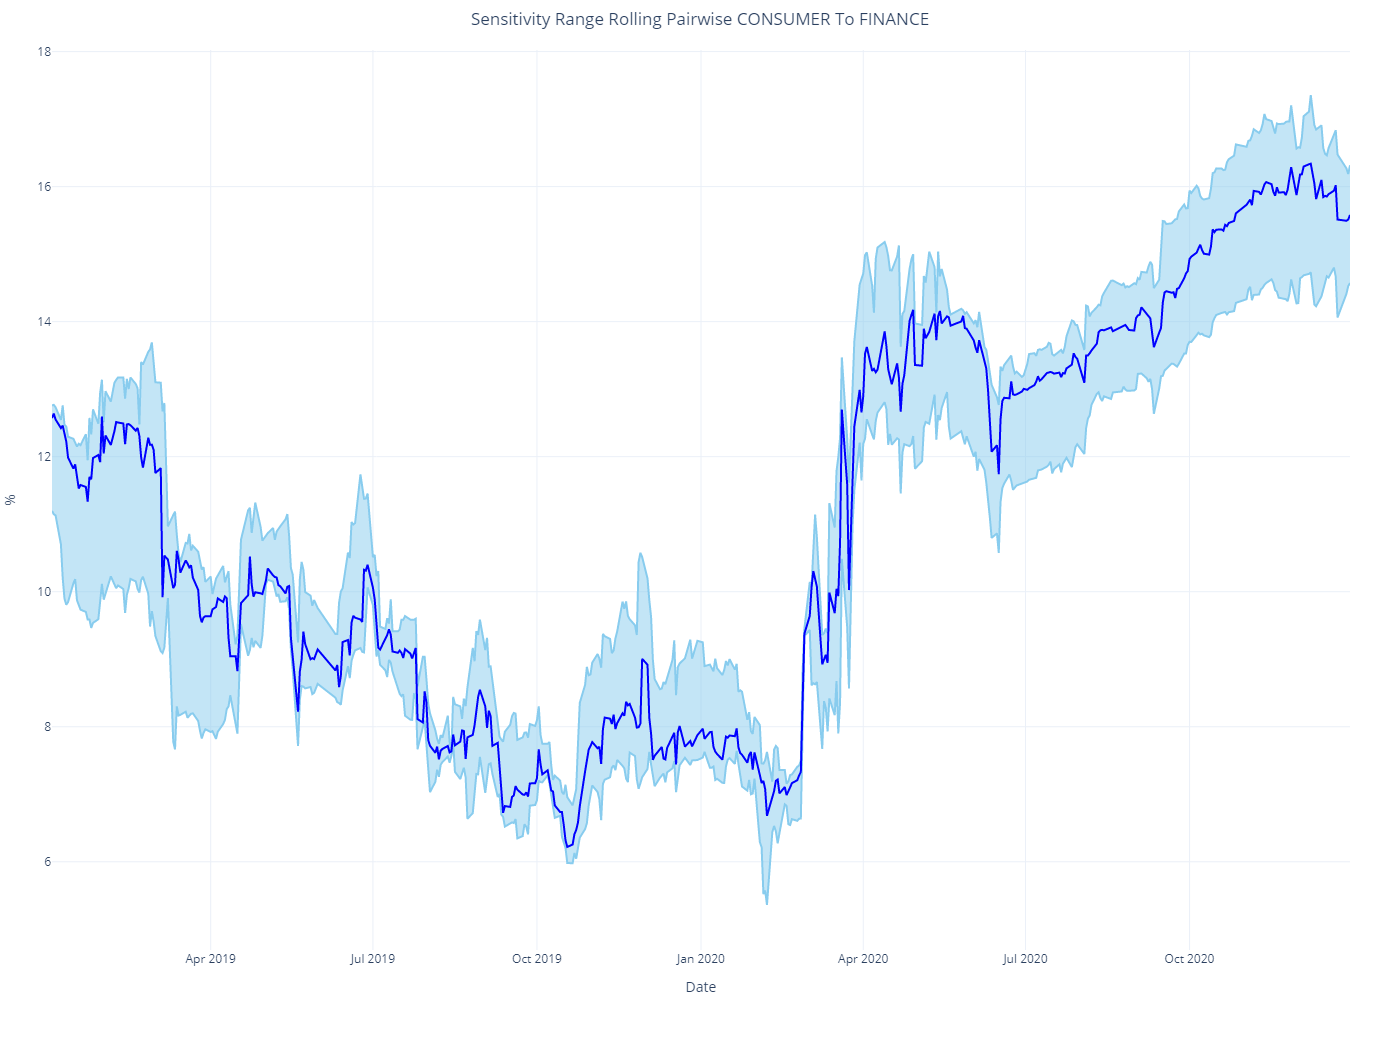 Sensitivity Range Rolling Pairwise CONSUMER To FINANCE
18
16
14
12
10
8
6
%
Apr 2019
Jul 2019
Oct 2019
Jan 2020
Apr 2020
Jul 2020
Oct 2020
Date